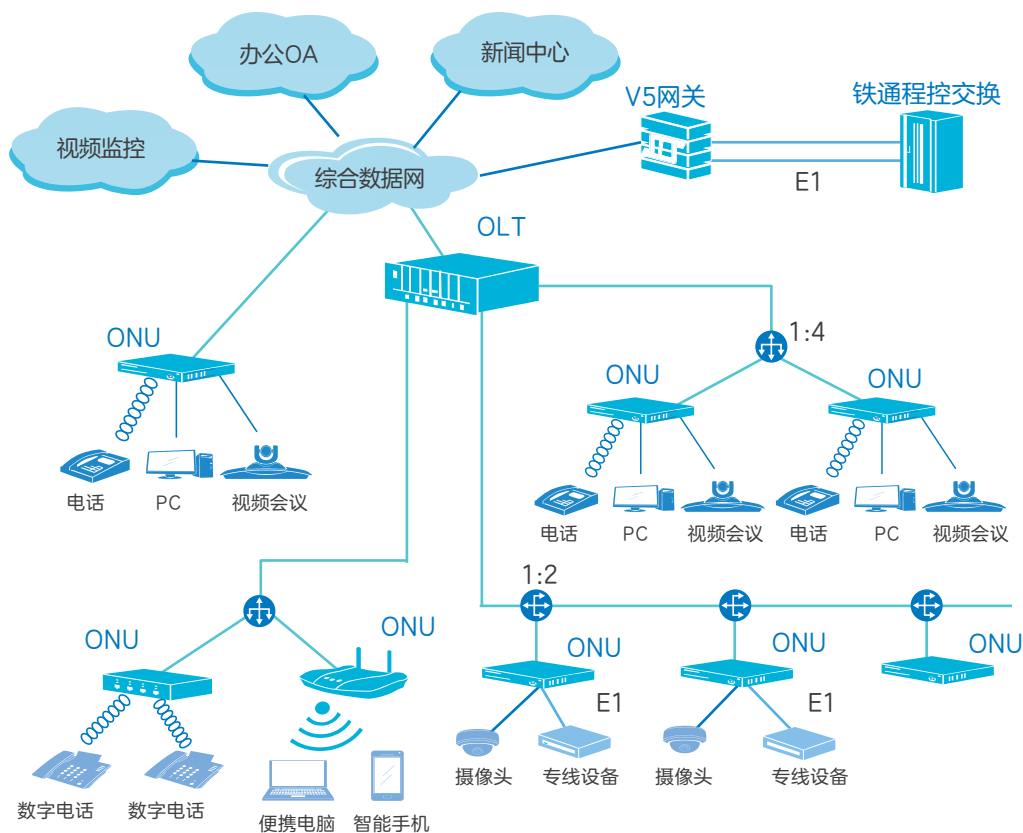 办公OA
新闻中心
视频监控
综合数据网
V5网关
铁通程控交换
E1
OLT
ONU
电话
PC
视频会议
1:4
ONU
ONU
电话
PC
视频会议
电话
PC
视频会议
ONU
ONU
数字电话
数字电话
便携电脑
智能手机
1:2
ONU
ONU
ONU
E1
E1
摄像头
专线设备
摄像头
专线设备